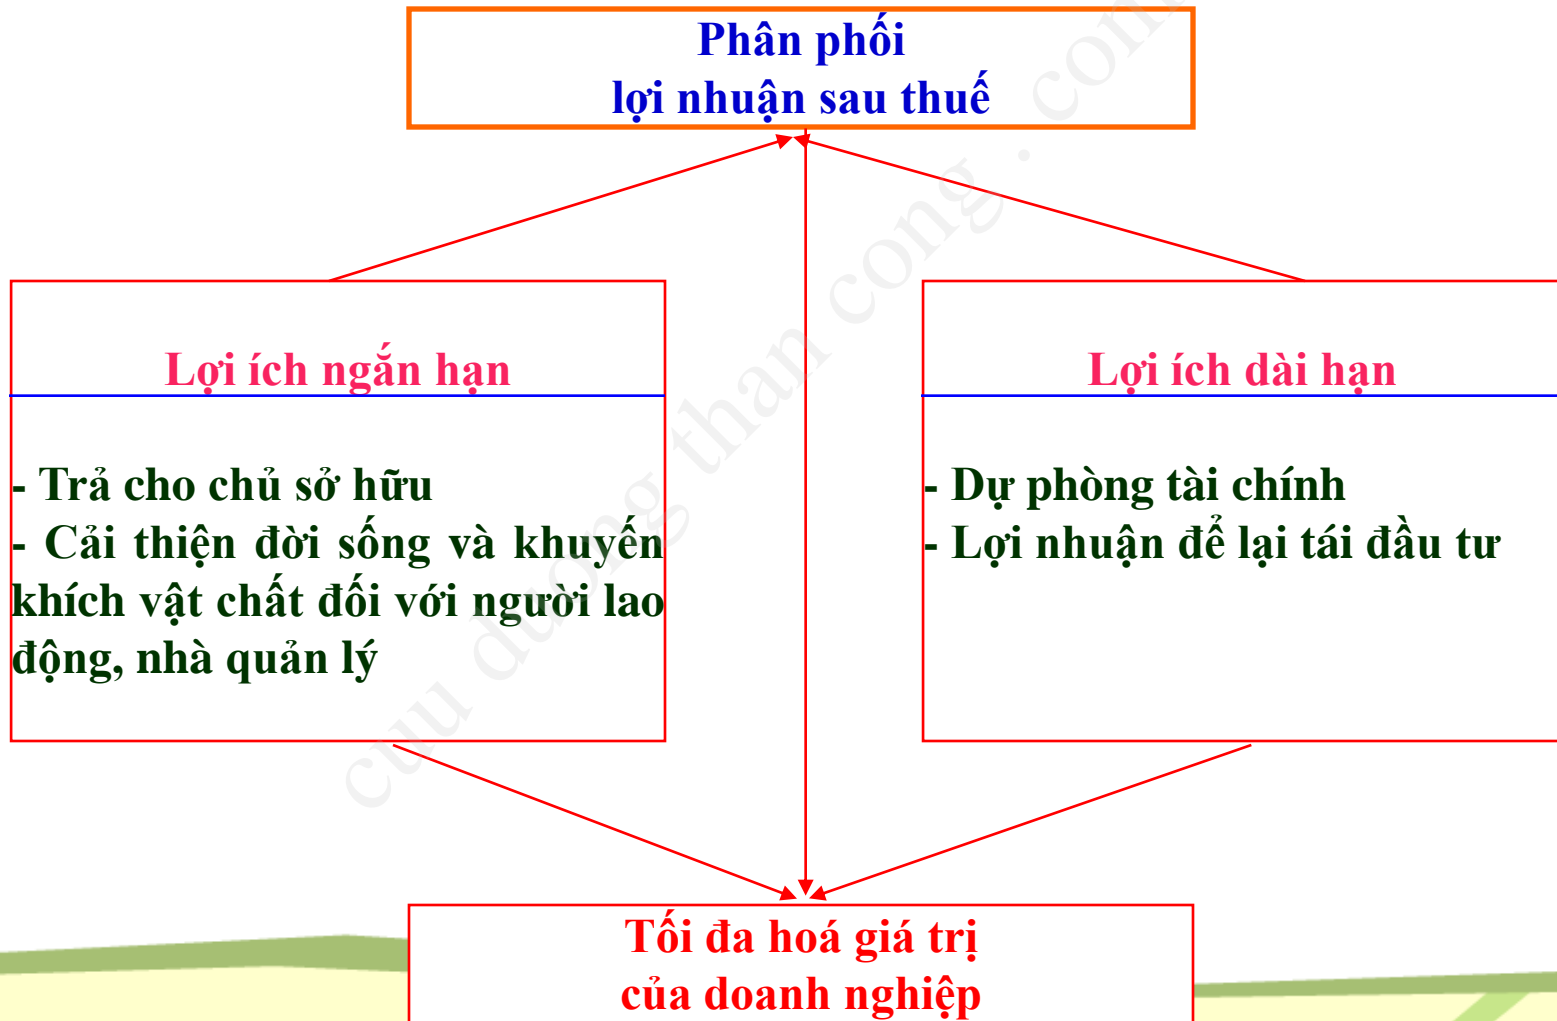 Phân phối
lợi nhuận sau thuế
Lợi ích ngắn hạn
- Trả cho chủ sở hữu
- Cải thiện đời sống và khuyến
khích vật chất đối với người lao
động, nhà quản lý
Lợi ích dài hạn
- Dự phòng tài chính
- Lợi nhuận để lại tái đầu tư
Tối đa hoá giá trị
của doanh nghiệp
cuu duong than cong . com